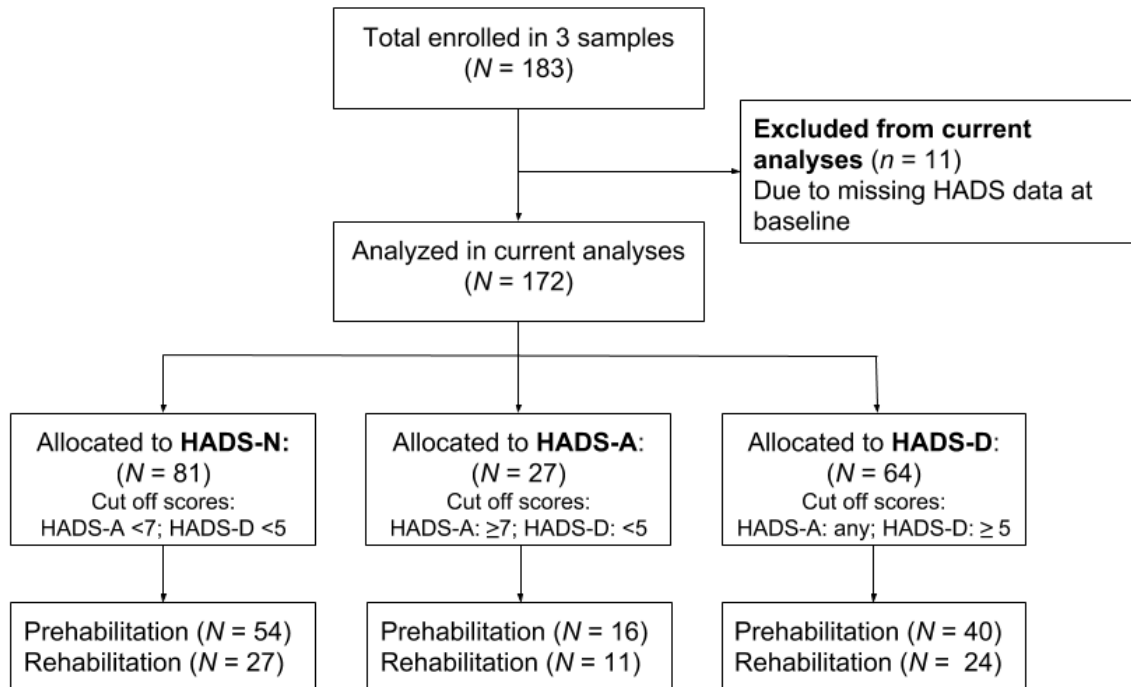 Total enrolled in 3 samples
(N = 183)
Excluded from current
analyses (n = 11)
Due to missing HADS data at
baseline
Analyzed in current analyses
(N = 172)
Allocated to HADS-N:
(N = 81)
Cut off scores:
HADS-A <7; HADS-D <5
Allocated to HADS-A:
(N = 27)
Cut off scores:
HADS-A: ≥7; HADS-D: <5
Allocated to HADS-D:
(N = 64)
Cut off scores:
HADS-A: any; HADS-D: ≥ 5
Prehabilitation (N = 54)
Rehabilitation (N = 27)
Prehabilitation (N = 16)
Rehabilitation (N = 11)
Prehabilitation (N = 40)
Rehabilitation (N = 24)